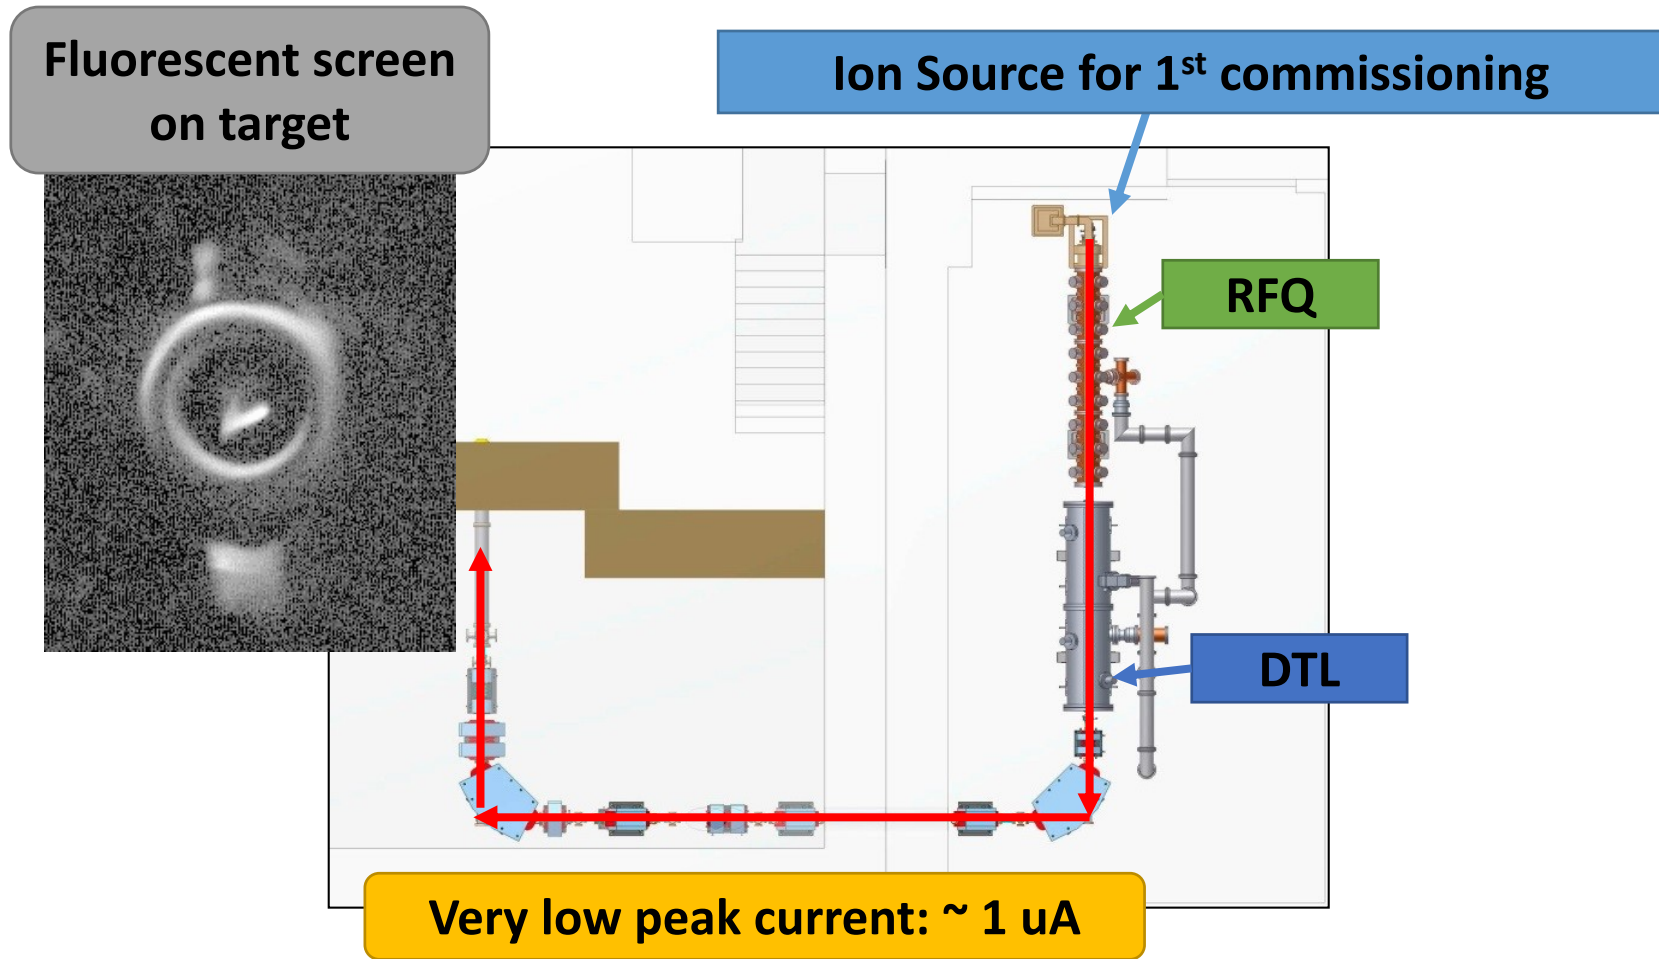 Fluorescent screen
on target
Ion Source for 1st commissioning
RFQ
DTL
Very low peak current: ~ 1 uA